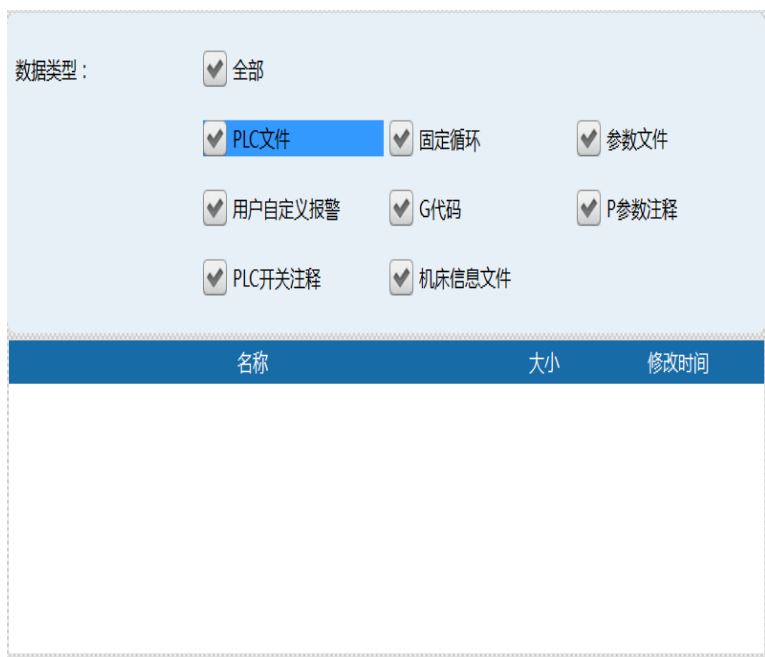 数据类型： 全部
PLC文件 固定循环 参数文件
用户自定义报警 G代码 P参数注释
PLC开关注释 机床信息文件
名称 大小 修改时间